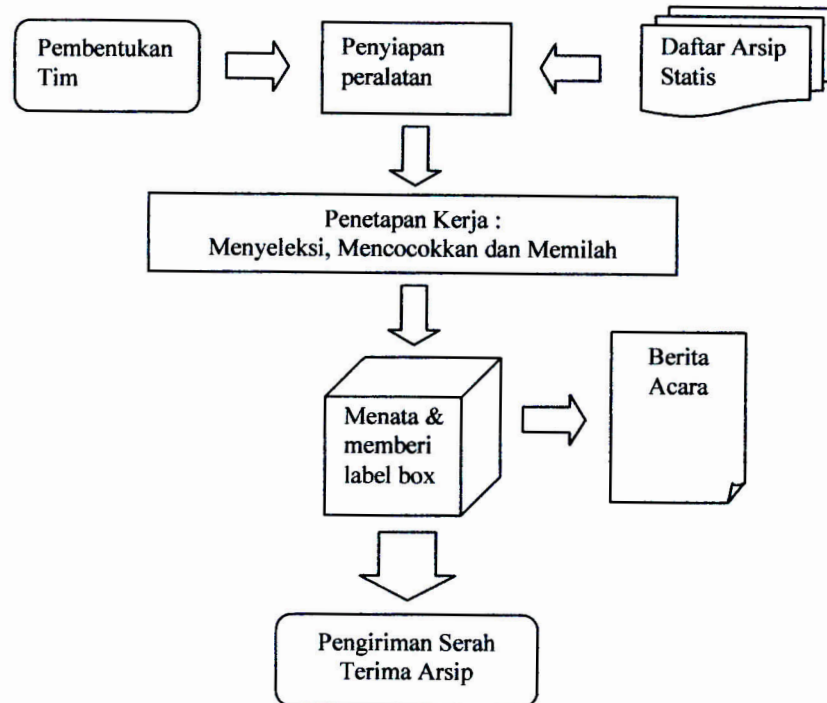 Pembentukan
Tim
Penyiapan
peralatan
Daftar Arsip
Statis
Penetapan Kerja :
Menyeleksi, Mencocokkan dan Memilah
Menata &
memberi
label box
Berita
Acara
Pengiriman Serah
Terima Arsip